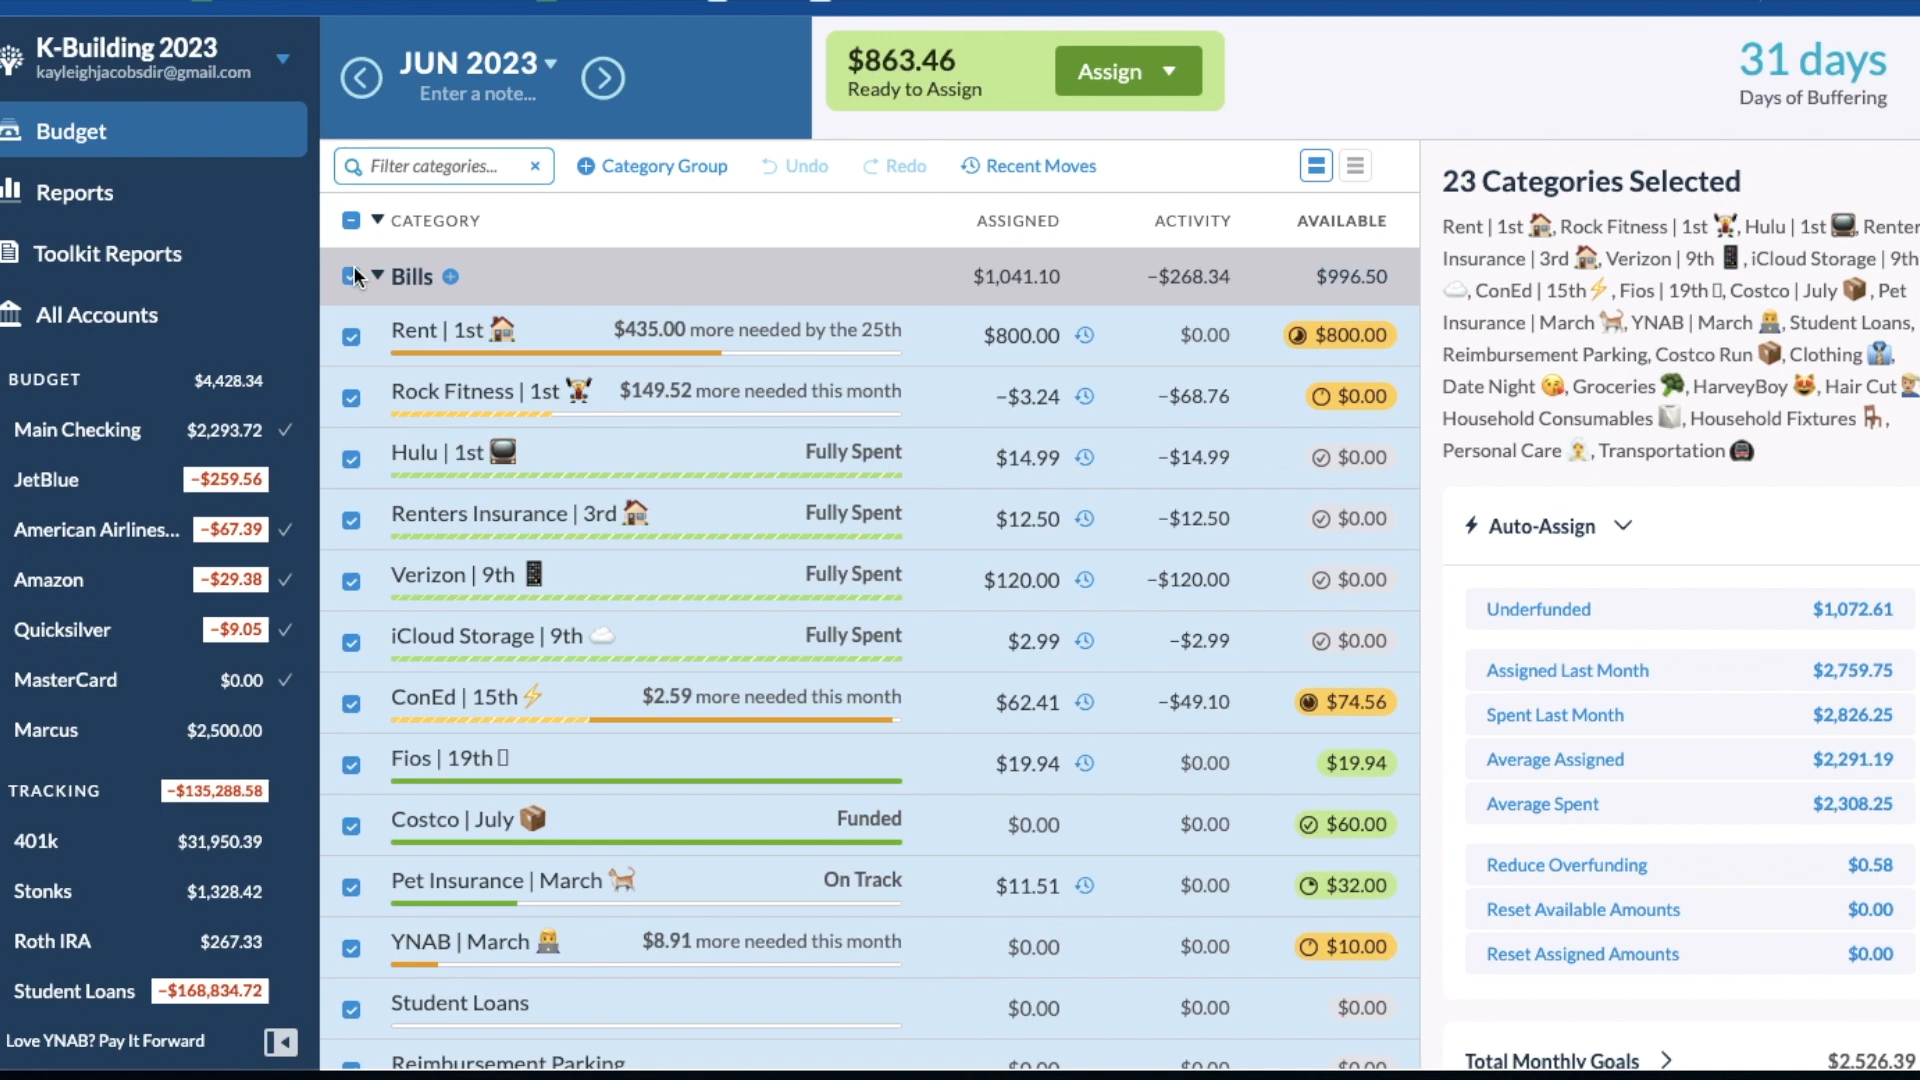 K-Building 2023
kayleighjacobsdir@gmail.com
Budget
Reports
Toolkit Reports
All Accounts
BUDGET $4,428.34
Main Checking $2,293.72
JetBlue −$259.56
American Airlines... −$67.39
Amazon −$29.38
Quicksilver −$9.05
MasterCard $0.00
Marcus $2,500.00
TRACKING −$135,288.58
401k $31,950.39
Stonks $1,328.42
Roth IRA $267.33
Student Loans −$168,834.72
Love YNAB? Pay It Forward
JUN 2023
Enter a note...
$863.46
Ready to Assign
Assign
31 days
Days of Buffering
Filter categories... Category Group Undo Redo Recent Moves
CATEGORY ASSIGNED ACTIVITY AVAILABLE
Bills $1,041.10 −$268.34 $996.50
Rent | 1st 🏠 $435.00 more needed by the 25th $800.00 $0.00 $800.00
Rock Fitness | 1st 🏋️ $149.52 more needed this month −$3.24 −$68.76 $0.00
Hulu | 1st 📺 Fully Spent $14.99 −$14.99 $0.00
Renters Insurance | 3rd 🏠 Fully Spent $12.50 −$12.50 $0.00
Verizon | 9th 📱 Fully Spent $120.00 −$120.00 $0.00
iCloud Storage | 9th ☁️ Fully Spent $2.99 −$2.99 $0.00
ConEd | 15th⚡ $2.59 more needed this month $62.41 −$49.10 $74.56
Fios | 19th $19.94 $0.00 $19.94
Costco | July 📦 Funded $0.00 $0.00 $60.00
Pet Insurance | March 🐈 On Track $11.51 $0.00 $32.00
YNAB | March 👩‍💻 $8.91 more needed this month $0.00 $0.00 $10.00
Student Loans $0.00 $0.00 $0.00
Reimbursement Parking $0.00 $0.00 $0.00
23 Categories Selected
Rent | 1st 🏠, Rock Fitness | 1st 🏋️, Hulu | 1st 📺, Renter
Insurance | 3rd 🏠, Verizon | 9th 📱, iCloud Storage | 9th
☁️, ConEd | 15th⚡, Fios | 19th, Costco | July 📦, Pet
Insurance | March 🐈, YNAB | March 👩‍💻, Student Loans,
Reimbursement Parking, Costco Run 📦, Clothing 👔,
Date Night 😘, Groceries 🥦, HarveyBoy 😻, Hair Cut 💇
Household Consumables 🧻, Household Fixtures 🪑,
Personal Care 🧖, Transportation 🚇
Auto-Assign
Underfunded $1,072.61
Assigned Last Month $2,759.75
Spent Last Month $2,826.25
Average Assigned $2,291.19
Average Spent $2,308.25
Reduce Overfunding $0.58
Reset Available Amounts $0.00
Reset Assigned Amounts $0.00
Total Monthly Goals $2,526.39